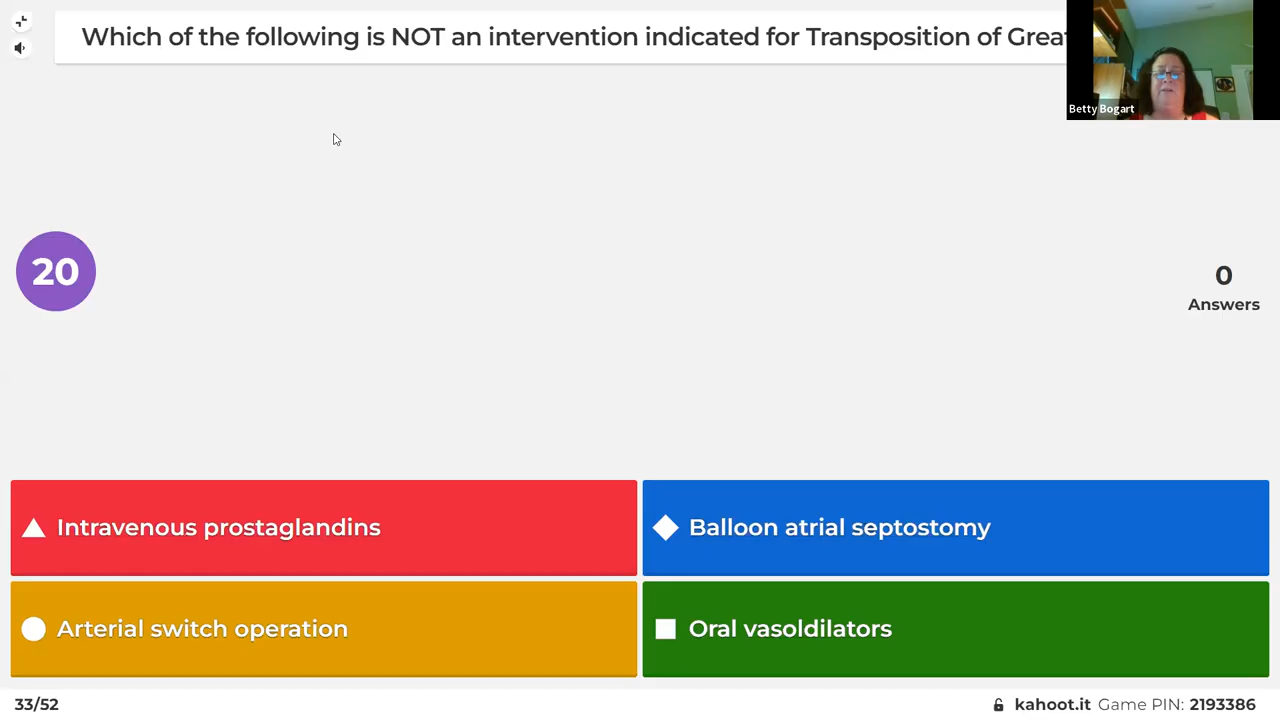 Which of the following is NOT an intervention indicated for Transposition of
Betty Bogart
20
0
Answers
Intravenous prostaglandins
Balloon atrial septostomy
Arterial switch operation
Oral vasoldilators
33/52
kahoot.it Game PIN: 2193386